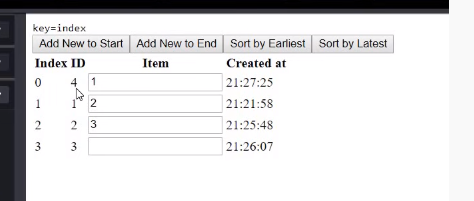 key=index
Add New to Start Add New to End Sort by Earliest Sort by Latest
Index ID Item Created at
0 4 1 21:27:25
1 1 2 21:21:58
2 2 3 21:25:48
3 3 21:26:07